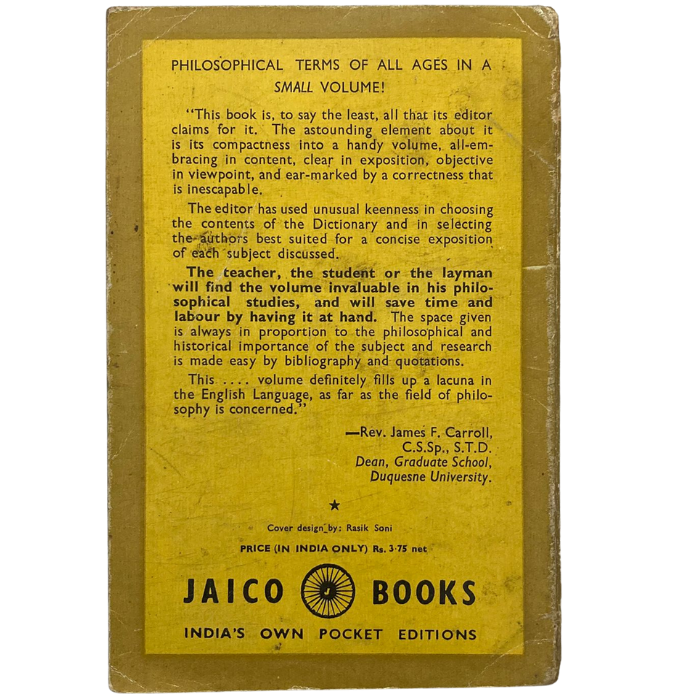 PHILOSOPHICAL TERMS OF ALL AGES IN A
SMALL VOLUME!
"This book is, to say the least, all that its editor
claims for it. The astounding element about it
is its compactness into a handy volume, all-em-
bracing in content, clear in exposition, objective
in viewpoint, and ear-marked by a correctness that
is inescapable.
The editor has used unusual keenness in choosing
the contents of the Dictionary and in selecting
the authors best suited for a concise exposition
of each subject discussed.
The teacher, the student or the layman
will find the volume invaluable in his philo-
sophical studies, and will save time and
labour by having it at hand. The space given
is always in proportion to the philosophical and
historical importance of the subject and research
is made easy by bibliography and quotations.
This .... volume definitely fills up a lacuna in
the English Language, as far as the field of philo-
sophy is concerned."
—Rev. James F. Carroll,
C.S.Sp., S.T.D.
Dean, Graduate School,
Duquesne University.
Cover design by: Rasik Soni
PRICE (IN INDIA ONLY) Rs. 3·75 net
JAICO J BOOKS
INDIA'S OWN POCKET EDITIONS